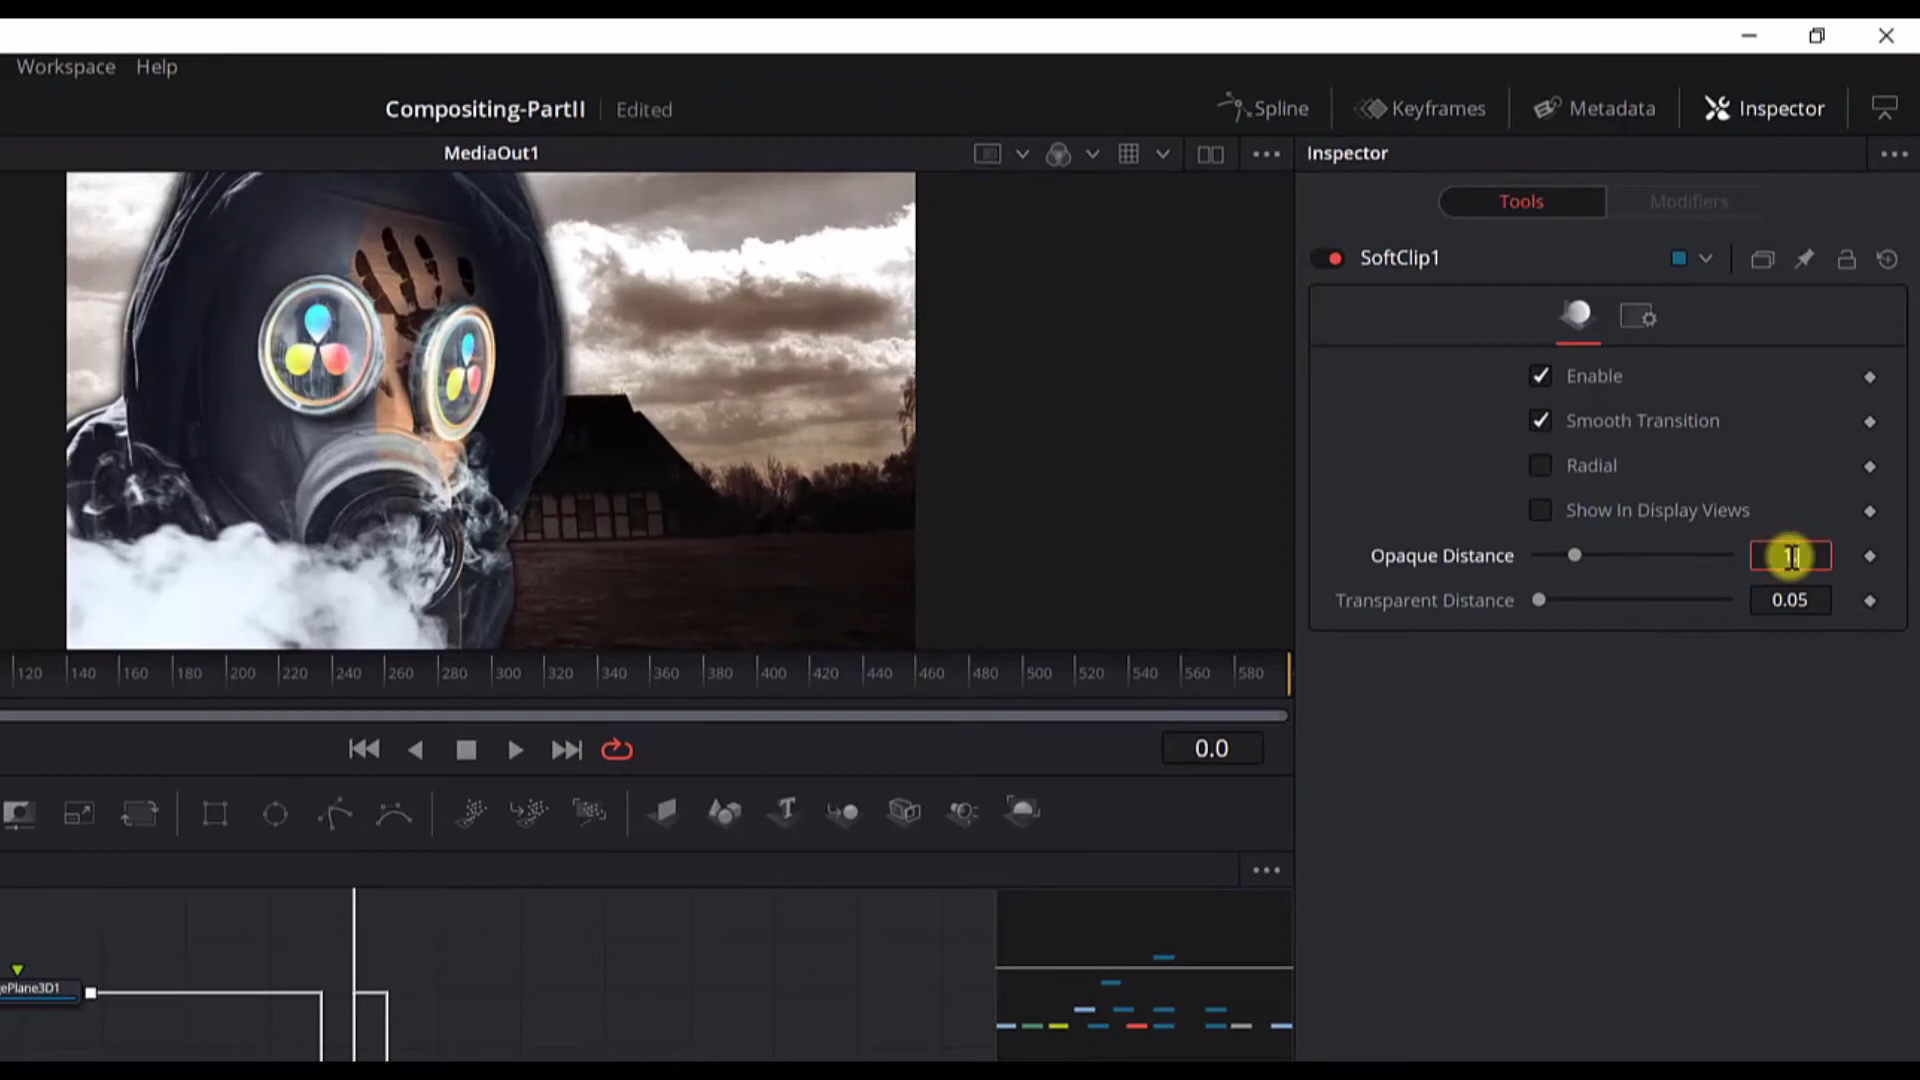 Workspace Help
Compositing-PartII Edited
Spline Keyframes Metadata Inspector
MediaOut1
Inspector
Tools Modifiers
SoftClip1
Enable
Smooth Transition
Radial
Show In Display Views
Opaque Distance
Transparent Distance 0.05
120 140 160 180 200 220 240 260 280 300 320 340 360 380 400 420 440 460 480 500 520 540 560 580
0.0
T
gePlane3D1